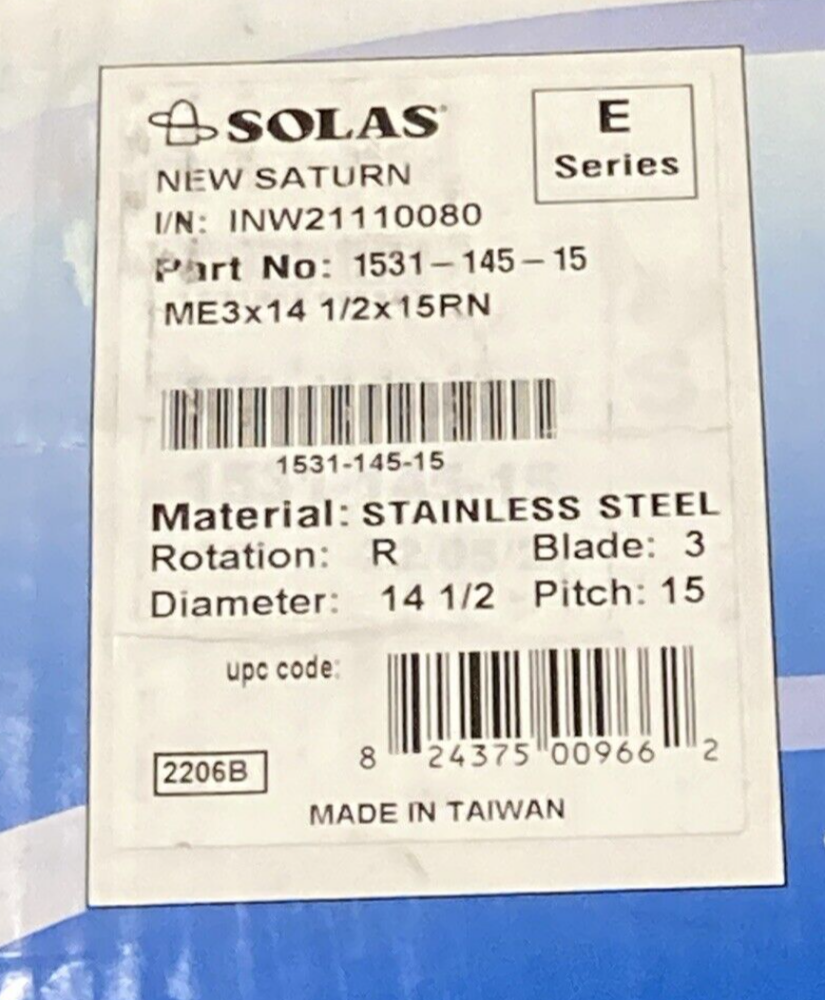 SOLAS
E
Series
NEW SATURN
I/N: INW21110080
Part No: 1531-145-15
ME3x14 1/2x15RN
1531-145-15
Material: STAINLESS STEEL
Rotation: R Blade: 3
Diameter: 14 1/2 Pitch: 15
upc code:
8 24375 00966 2
2206B
MADE IN TAIWAN